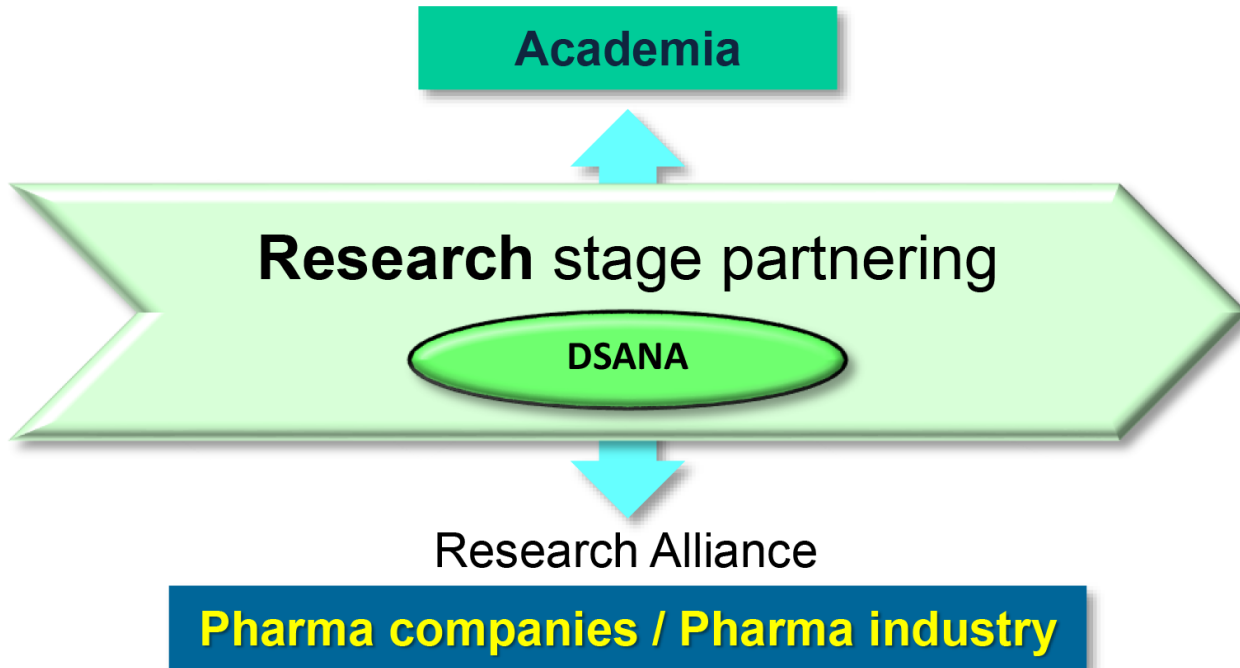 Academia
Research stage partnering
DSANA
Research Alliance
Pharma companies / Pharma industry